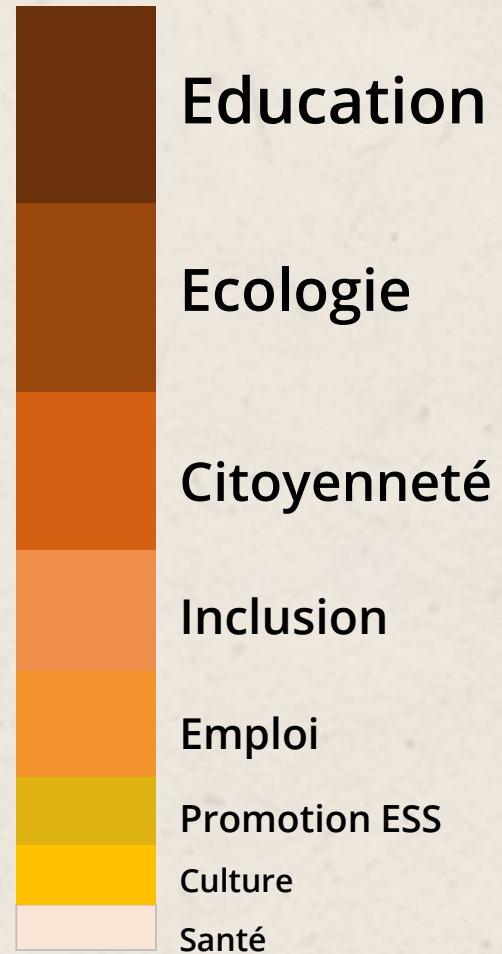 Education
Ecologie
Citoyenneté
Inclusion
Emploi
Promotion ESS
Culture
Santé